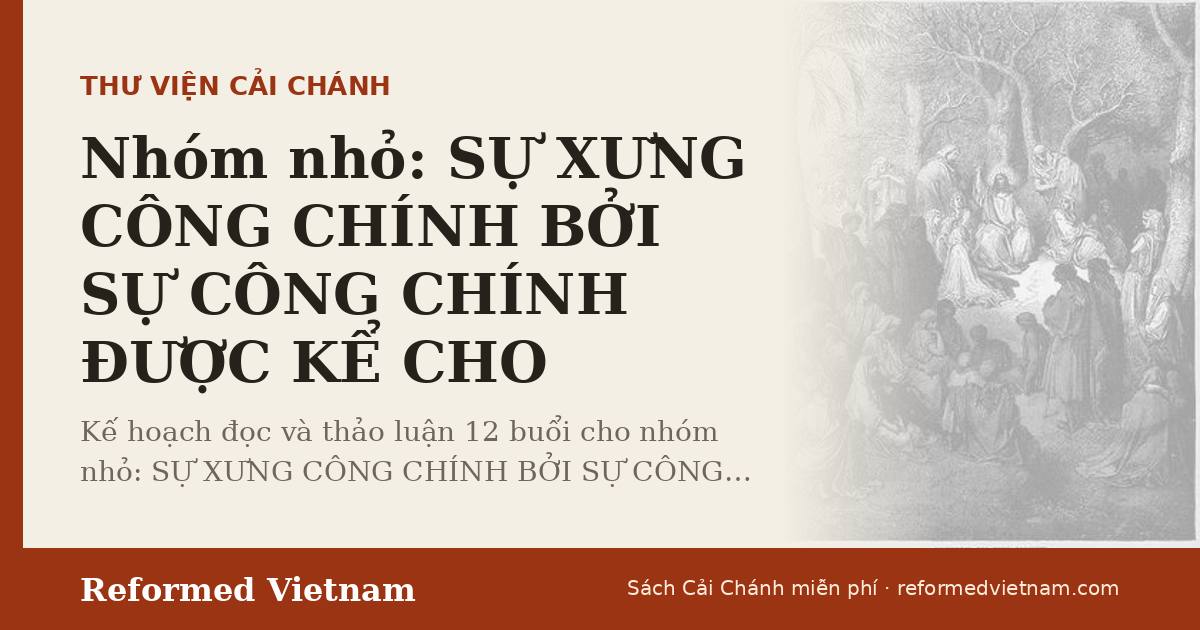 THƯ VIỆN CẢI CHÁNH
Nhóm nhỏ: SỰ XƯNG
CÔNG CHÍNH BỞI
SỰ CÔNG CHÍNH
ĐƯỢC KỂ CHO
Kế hoạch đọc và thảo luận 12 buổi cho nhóm
nhỏ: SỰ XƯNG CÔNG CHÍNH BỞI SỰ CÔNG…
Reformed Vietnam
Sách Cải Chánh miễn phí · reformedvietnam.com